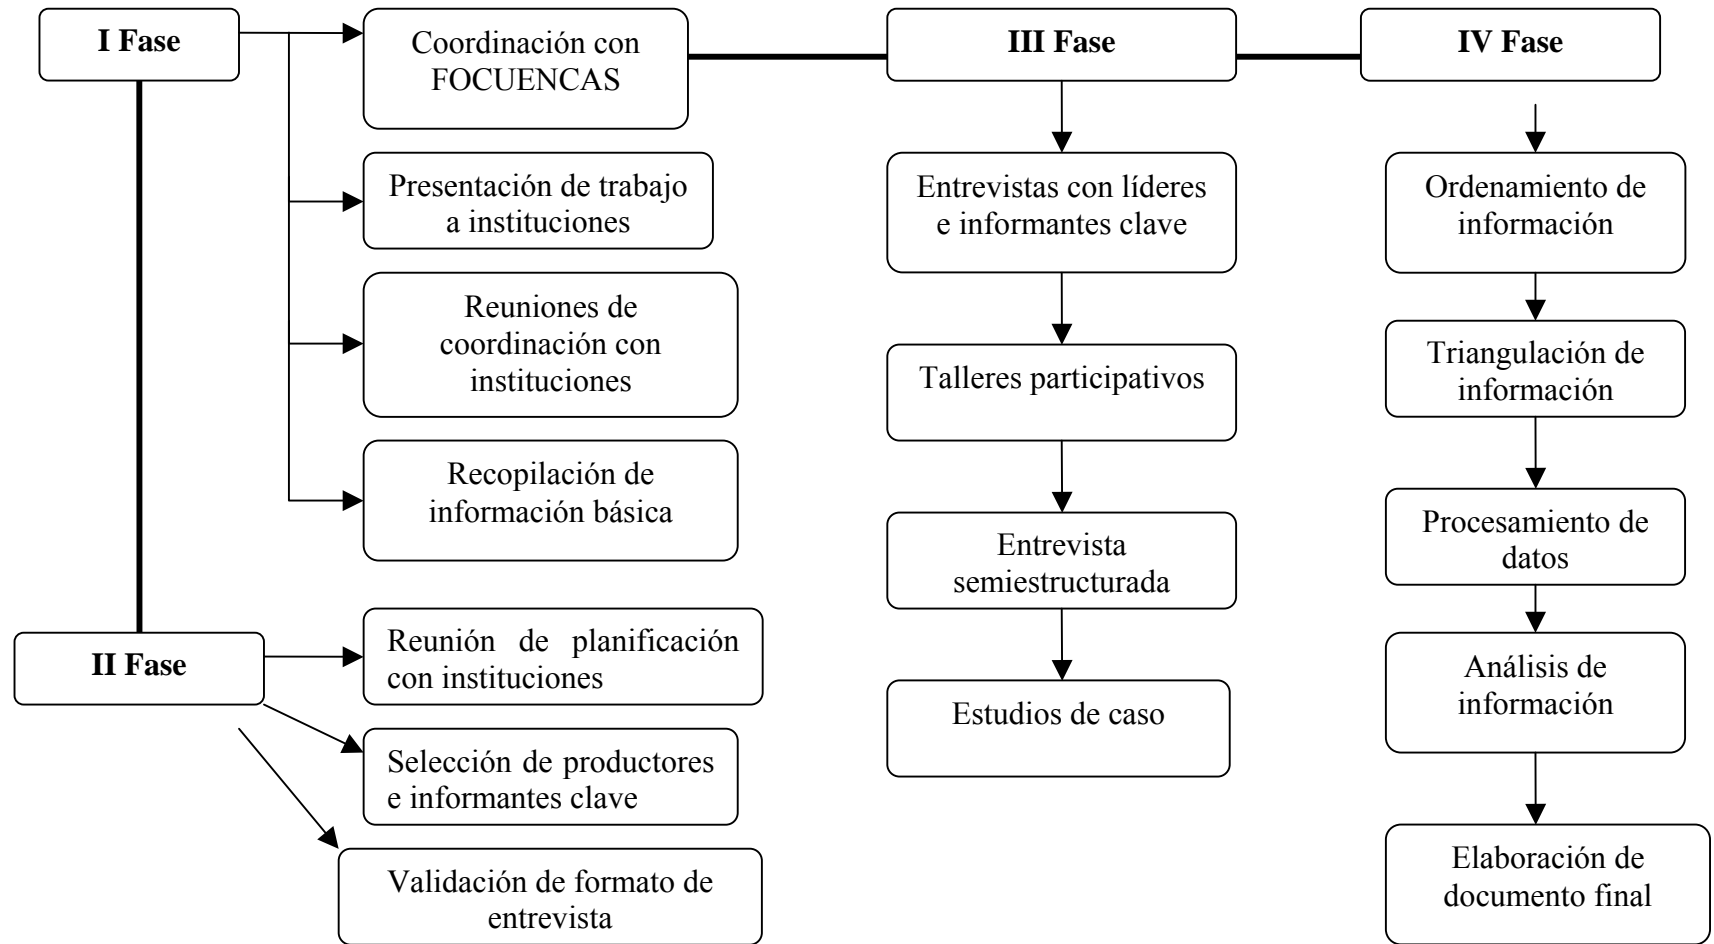 I Fase
Coordinación con
FOCUENCAS
Presentación de trabajo
a instituciones
Reuniones de
coordinación con
instituciones
Recopilación de
información básica
II Fase
Reunión de planificación
con instituciones
Selección de productores
e informantes clave
Validación de formato de
entrevista
III Fase
Entrevistas con líderes
e informantes clave
Talleres participativos
Entrevista
semiestructurada
Estudios de caso
IV Fase
Ordenamiento de
información
Triangulación de
información
Procesamiento de
datos
Análisis de
información
Elaboración de
documento final